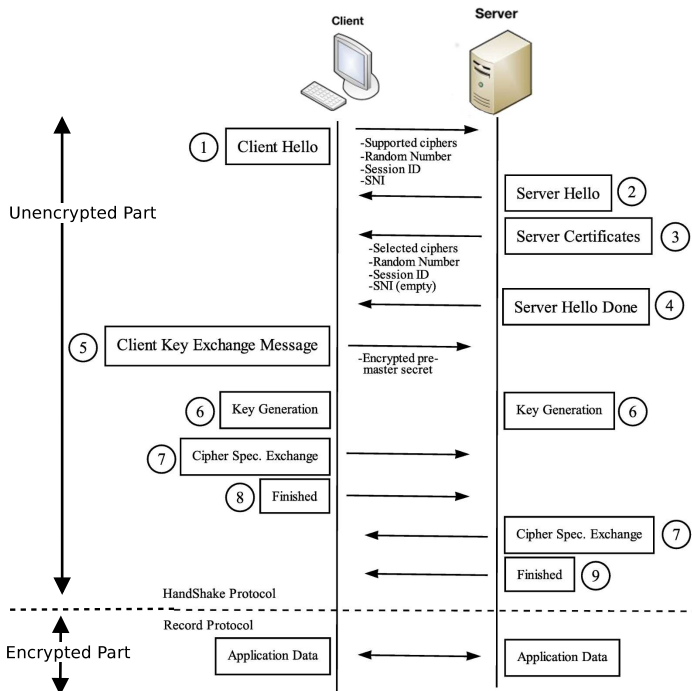 Client
Server
1
Client Hello
-Supported ciphers
-Random Number
-Session ID
-SNI
Server Hello
2
Unencrypted Part
Server Certificates
3
-Selected ciphers
-Random Number
-Session ID
-SNI (empty)
Server Hello Done
4
5
Client Key Exchange Message
-Encrypted pre-
master secret
6
Key Generation
Key Generation
6
7
Cipher Spec. Exchange
8
Finished
Cipher Spec. Exchange
7
Finished
9
HandShake Protocol
Record Protocol
Encrypted Part
Application Data
Application Data